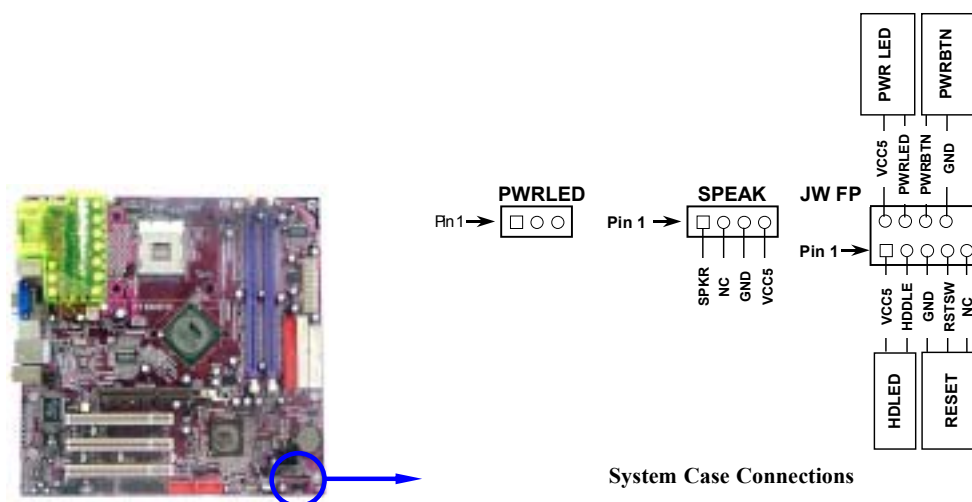 PWR LED
PWRBTN
VCC5
PWRLED
PWRBTN
GND
PWRLED
SPEAK
JW FP
Pin 1
Pin 1
Pin 1
SPKR
NC
GND
VCC5
VCC5
HDDLE
GND
RSTSW
NC
HDLED
RESET
System Case Connections